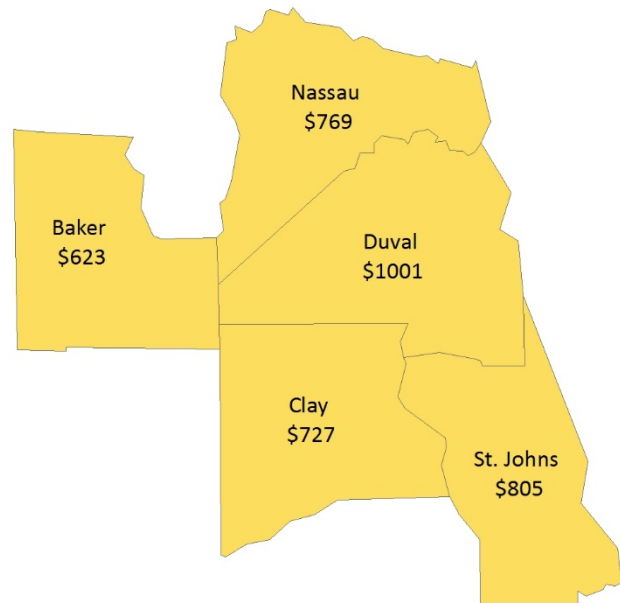 Nassau
$769
Baker
$623
Duval
$1001
Clay
$727
St. Johns
$805